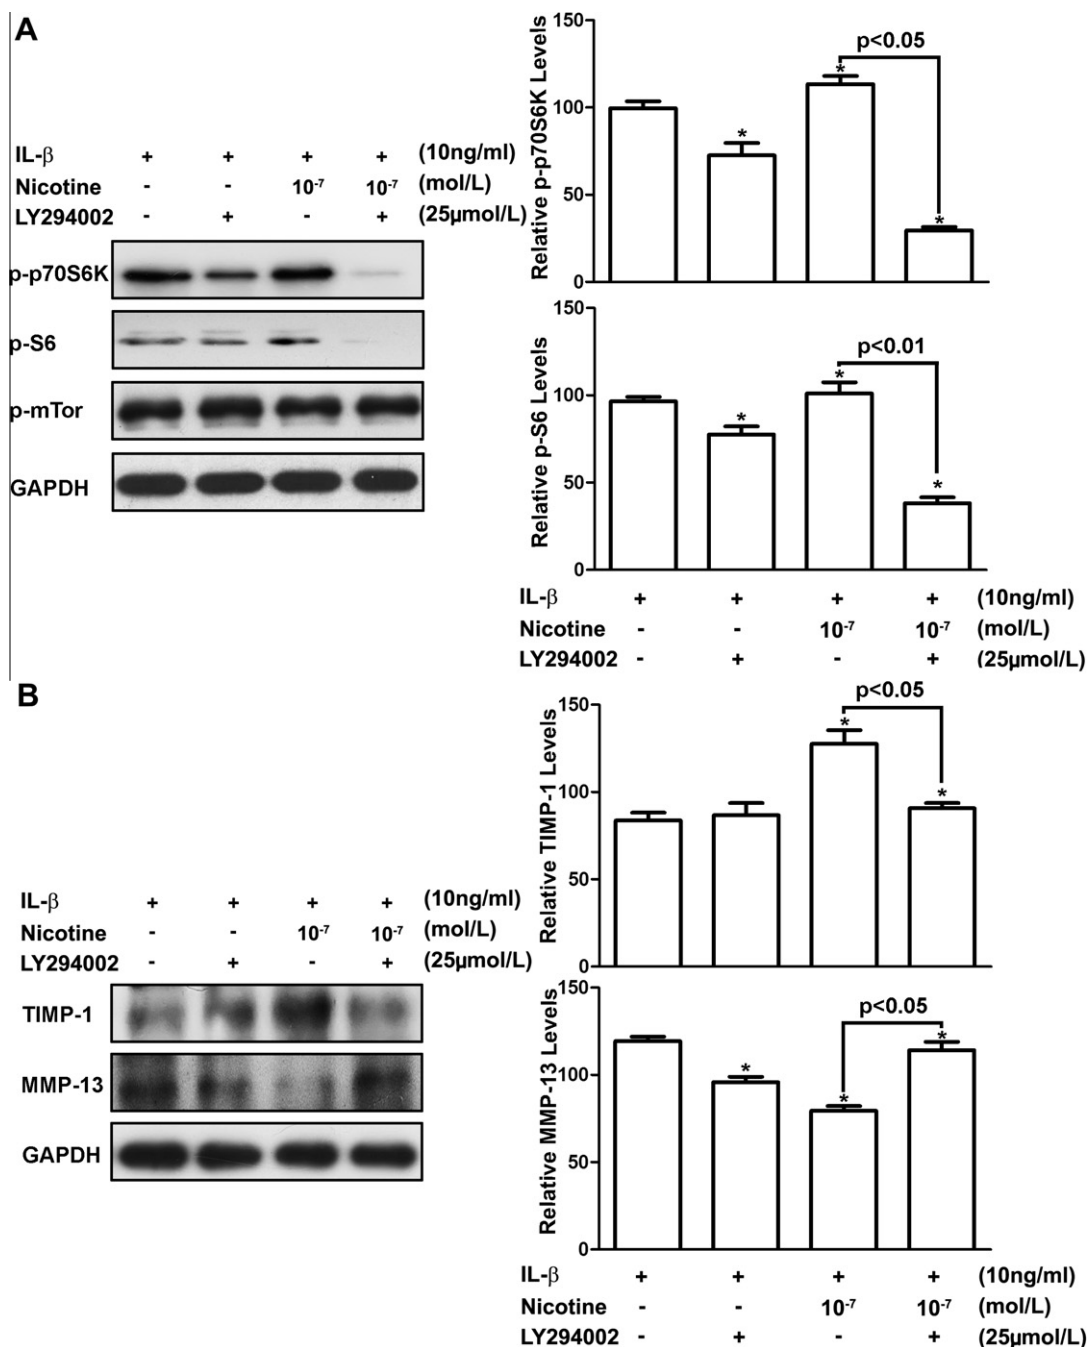 A
IL-β + + + + (10ng/ml)
Nicotine - - 10⁻⁷ 10⁻⁷ (mol/L)
LY294002 - + - + (25μmol/L)
p-p70S6K
p-S6
p-mTor
GAPDH
Relative p-p70S6K Levels
150
100
50
0
* * *
p<0.05
Relative p-S6 Levels
150
100
50
0
* * *
p<0.01
IL-β + + + + (10ng/ml)
Nicotine - - 10⁻⁷ 10⁻⁷ (mol/L)
LY294002 - + - + (25μmol/L)
B
IL-β + + + + (10ng/ml)
Nicotine - - 10⁻⁷ 10⁻⁷ (mol/L)
LY294002 - + - + (25μmol/L)
TIMP-1
MMP-13
GAPDH
Relative TIMP-1 Levels
150
100
50
0
* *
p<0.05
Relative MMP-13 Levels
150
100
50
0
* * *
p<0.05
IL-β + + + + (10ng/ml)
Nicotine - - 10⁻⁷ 10⁻⁷ (mol/L)
LY294002 - + - + (25μmol/L)